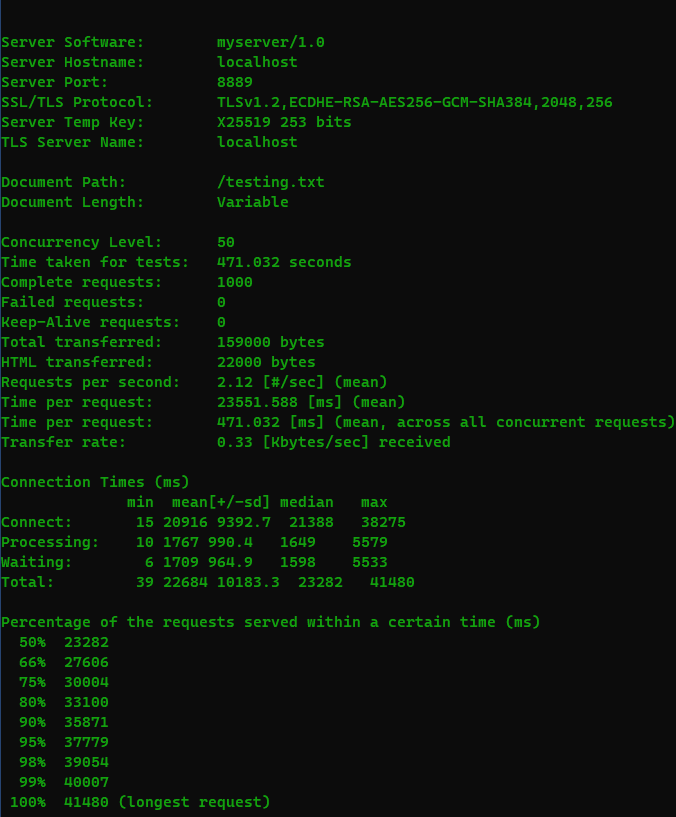 Server Software: myserver/1.0
Server Hostname: localhost
Server Port: 8889
SSL/TLS Protocol: TLSv1.2,ECDHE-RSA-AES256-GCM-SHA384,2048,256
Server Temp Key: X25519 253 bits
TLS Server Name: localhost
Document Path: /testing.txt
Document Length: Variable
Concurrency Level: 50
Time taken for tests: 471.032 seconds
Complete requests: 1000
Failed requests: 0
Keep-Alive requests: 0
Total transferred: 159000 bytes
HTML transferred: 22000 bytes
Requests per second: 2.12 [#/sec] (mean)
Time per request: 23551.588 [ms] (mean)
Time per request: 471.032 [ms] (mean, across all concurrent requests)
Transfer rate: 0.33 [Kbytes/sec] received
Connection Times (ms)
min mean[+/-sd] median max
Connect: 15 20916 9392.7 21388 38275
Processing: 10 1767 990.4 1649 5579
Waiting: 6 1709 964.9 1598 5533
Total: 39 22684 10183.3 23282 41480
Percentage of the requests served within a certain time (ms)
50% 23282
66% 27606
75% 30004
80% 33100
90% 35871
95% 37779
98% 39054
99% 40007
100% 41480 (longest request)